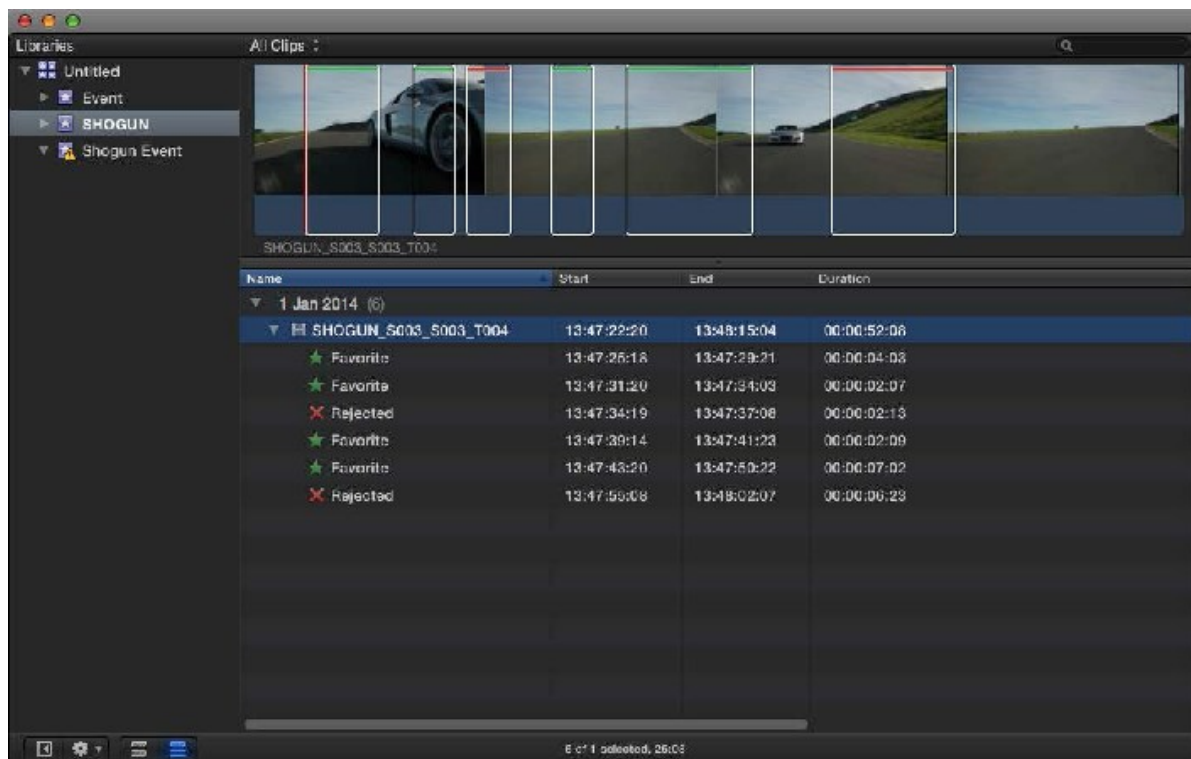 Libraries
All Clips
Untitled
Event
SHOGUN
Shogun Event
SHOGUN_S003_S003_T004
Name Start End Duration
1 Jan 2014 (6)
SHOGUN_S003_S003_T004 13:47:22:20 13:48:15:04 00:00:52:08
Favorite 13:47:25:18 13:47:29:21 00:00:04:03
Favorite 13:47:31:20 13:47:34:03 00:00:02:07
Rejected 13:47:34:19 13:47:37:08 00:00:02:13
Favorite 13:47:39:14 13:47:41:23 00:00:02:09
Favorite 13:47:43:20 13:47:50:22 00:00:07:02
Rejected 13:47:55:08 13:48:02:07 00:00:06:23
6 of 1 selected, 25:08